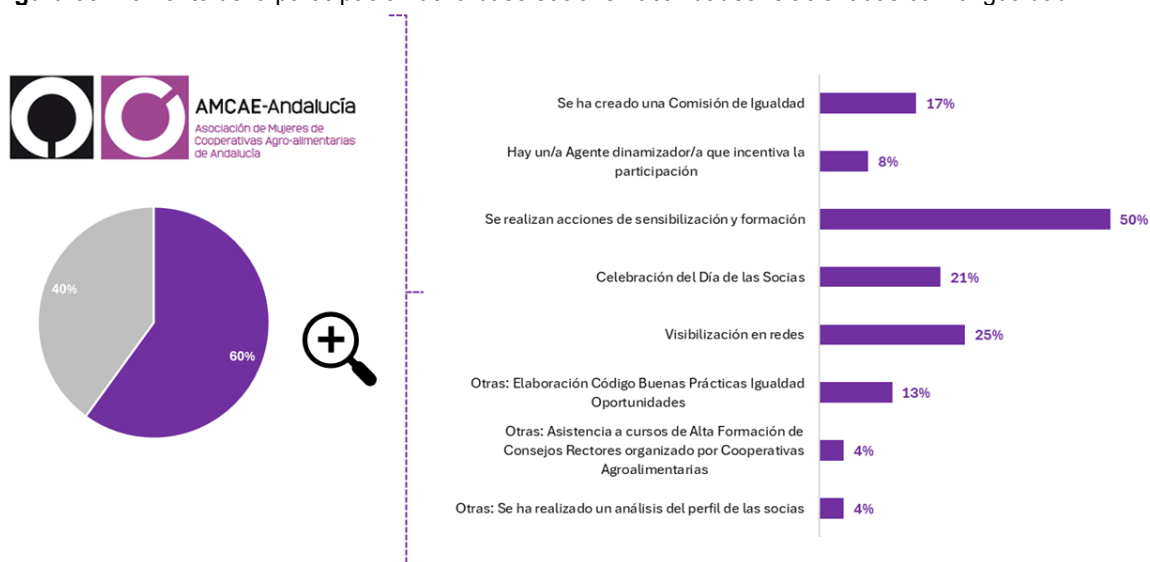 AMCAE-Andalucía
Asociación de Mujeres de
Cooperativas Agro-alimentarias
de Andalucía
40%
60%
Se ha creado una Comisión de Igualdad
17%
Hay un/a Agente dinamizador/a que incentiva la
participación
8%
Se realizan acciones de sensibilización y formación
50%
Celebración del Día de las Socias
21%
Visibilización en redes
25%
Otras: Elaboración Código Buenas Prácticas Igualdad
Oportunidades
13%
Otras: Asistencia a cursos de Alta Formación de
Consejos Rectores organizado por Cooperativas
Agroalimentarias
4%
Otras: Se ha realizado un análisis del perfil de las socias
4%